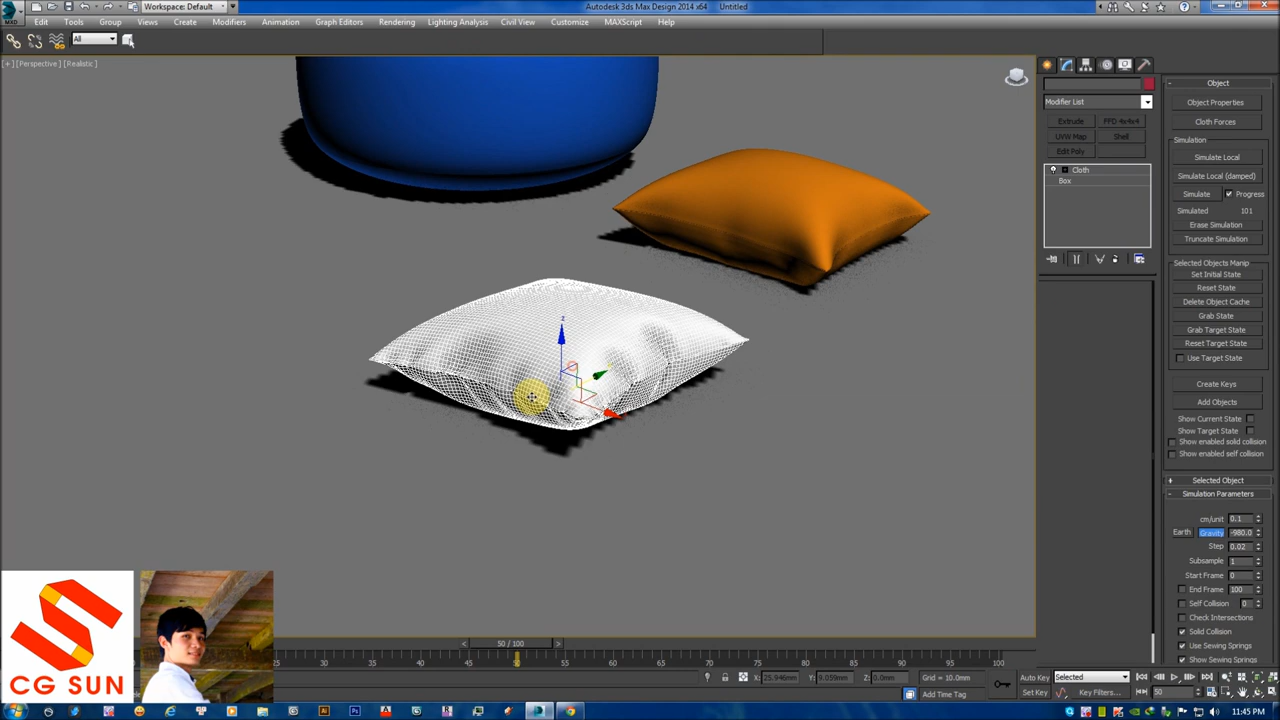 Autodesk 3ds Max Design 2014 x64 Untitled
Workspace: Default
MXD
Edit Tools Group Views Create Modifiers Animation Graph Editors Rendering Lighting Analysis Civil View Customize MAXScript Help
All
[+] [Perspective] [Realistic]
z
Modifier List
Extrude FFD 4x4x4
UVW Map Shell
Edit Poly
Cloth
Box
- Object
Object Properties
Cloth Forces
Simulation
Simulate Local
Simulate Local (damped)
Simulate Progress
Simulated 101
Erase Simulation
Truncate Simulation
Selected Objects Manip
Set Initial State
Reset State
Delete Object Cache
Grab State
Grab Target State
Reset Target State
Use Target State
Create Keys
Add Objects
Show Current State
Show Target State
Show enabled solid collision
Show enabled self collision
+ Selected Object
- Simulation Parameters
cm/unit 0.1
Earth Gravity -980.0
Step 0.02
Subsample 1
Start Frame 0
End Frame 100
Self Collision 0
Check Intersections
Solid Collision
Use Sewing Springs
Show Sewing Springs
CG SUN
< 50 / 100 >
25 30 35 40 45 50 55 60 65 70 75 80 85 90 95 100
X: 25.946mm Y: 9.059mm Z: 0.0mm Grid = 10.0mm
Add Time Tag
Auto Key Selected
Set Key Key Filters... 50
11:45 PM